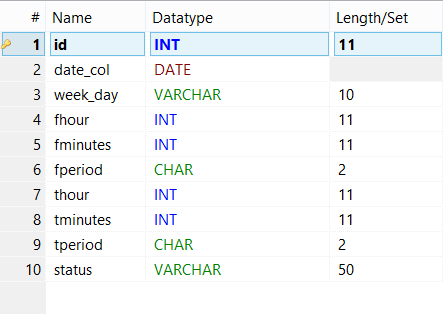 # Name Datatype Length/Set
1 id INT 11
2 date_col DATE
3 week_day VARCHAR 10
4 fhour INT 11
5 fminutes INT 11
6 fperiod CHAR 2
7 thour INT 11
8 tminutes INT 11
9 tperiod CHAR 2
10 status VARCHAR 50